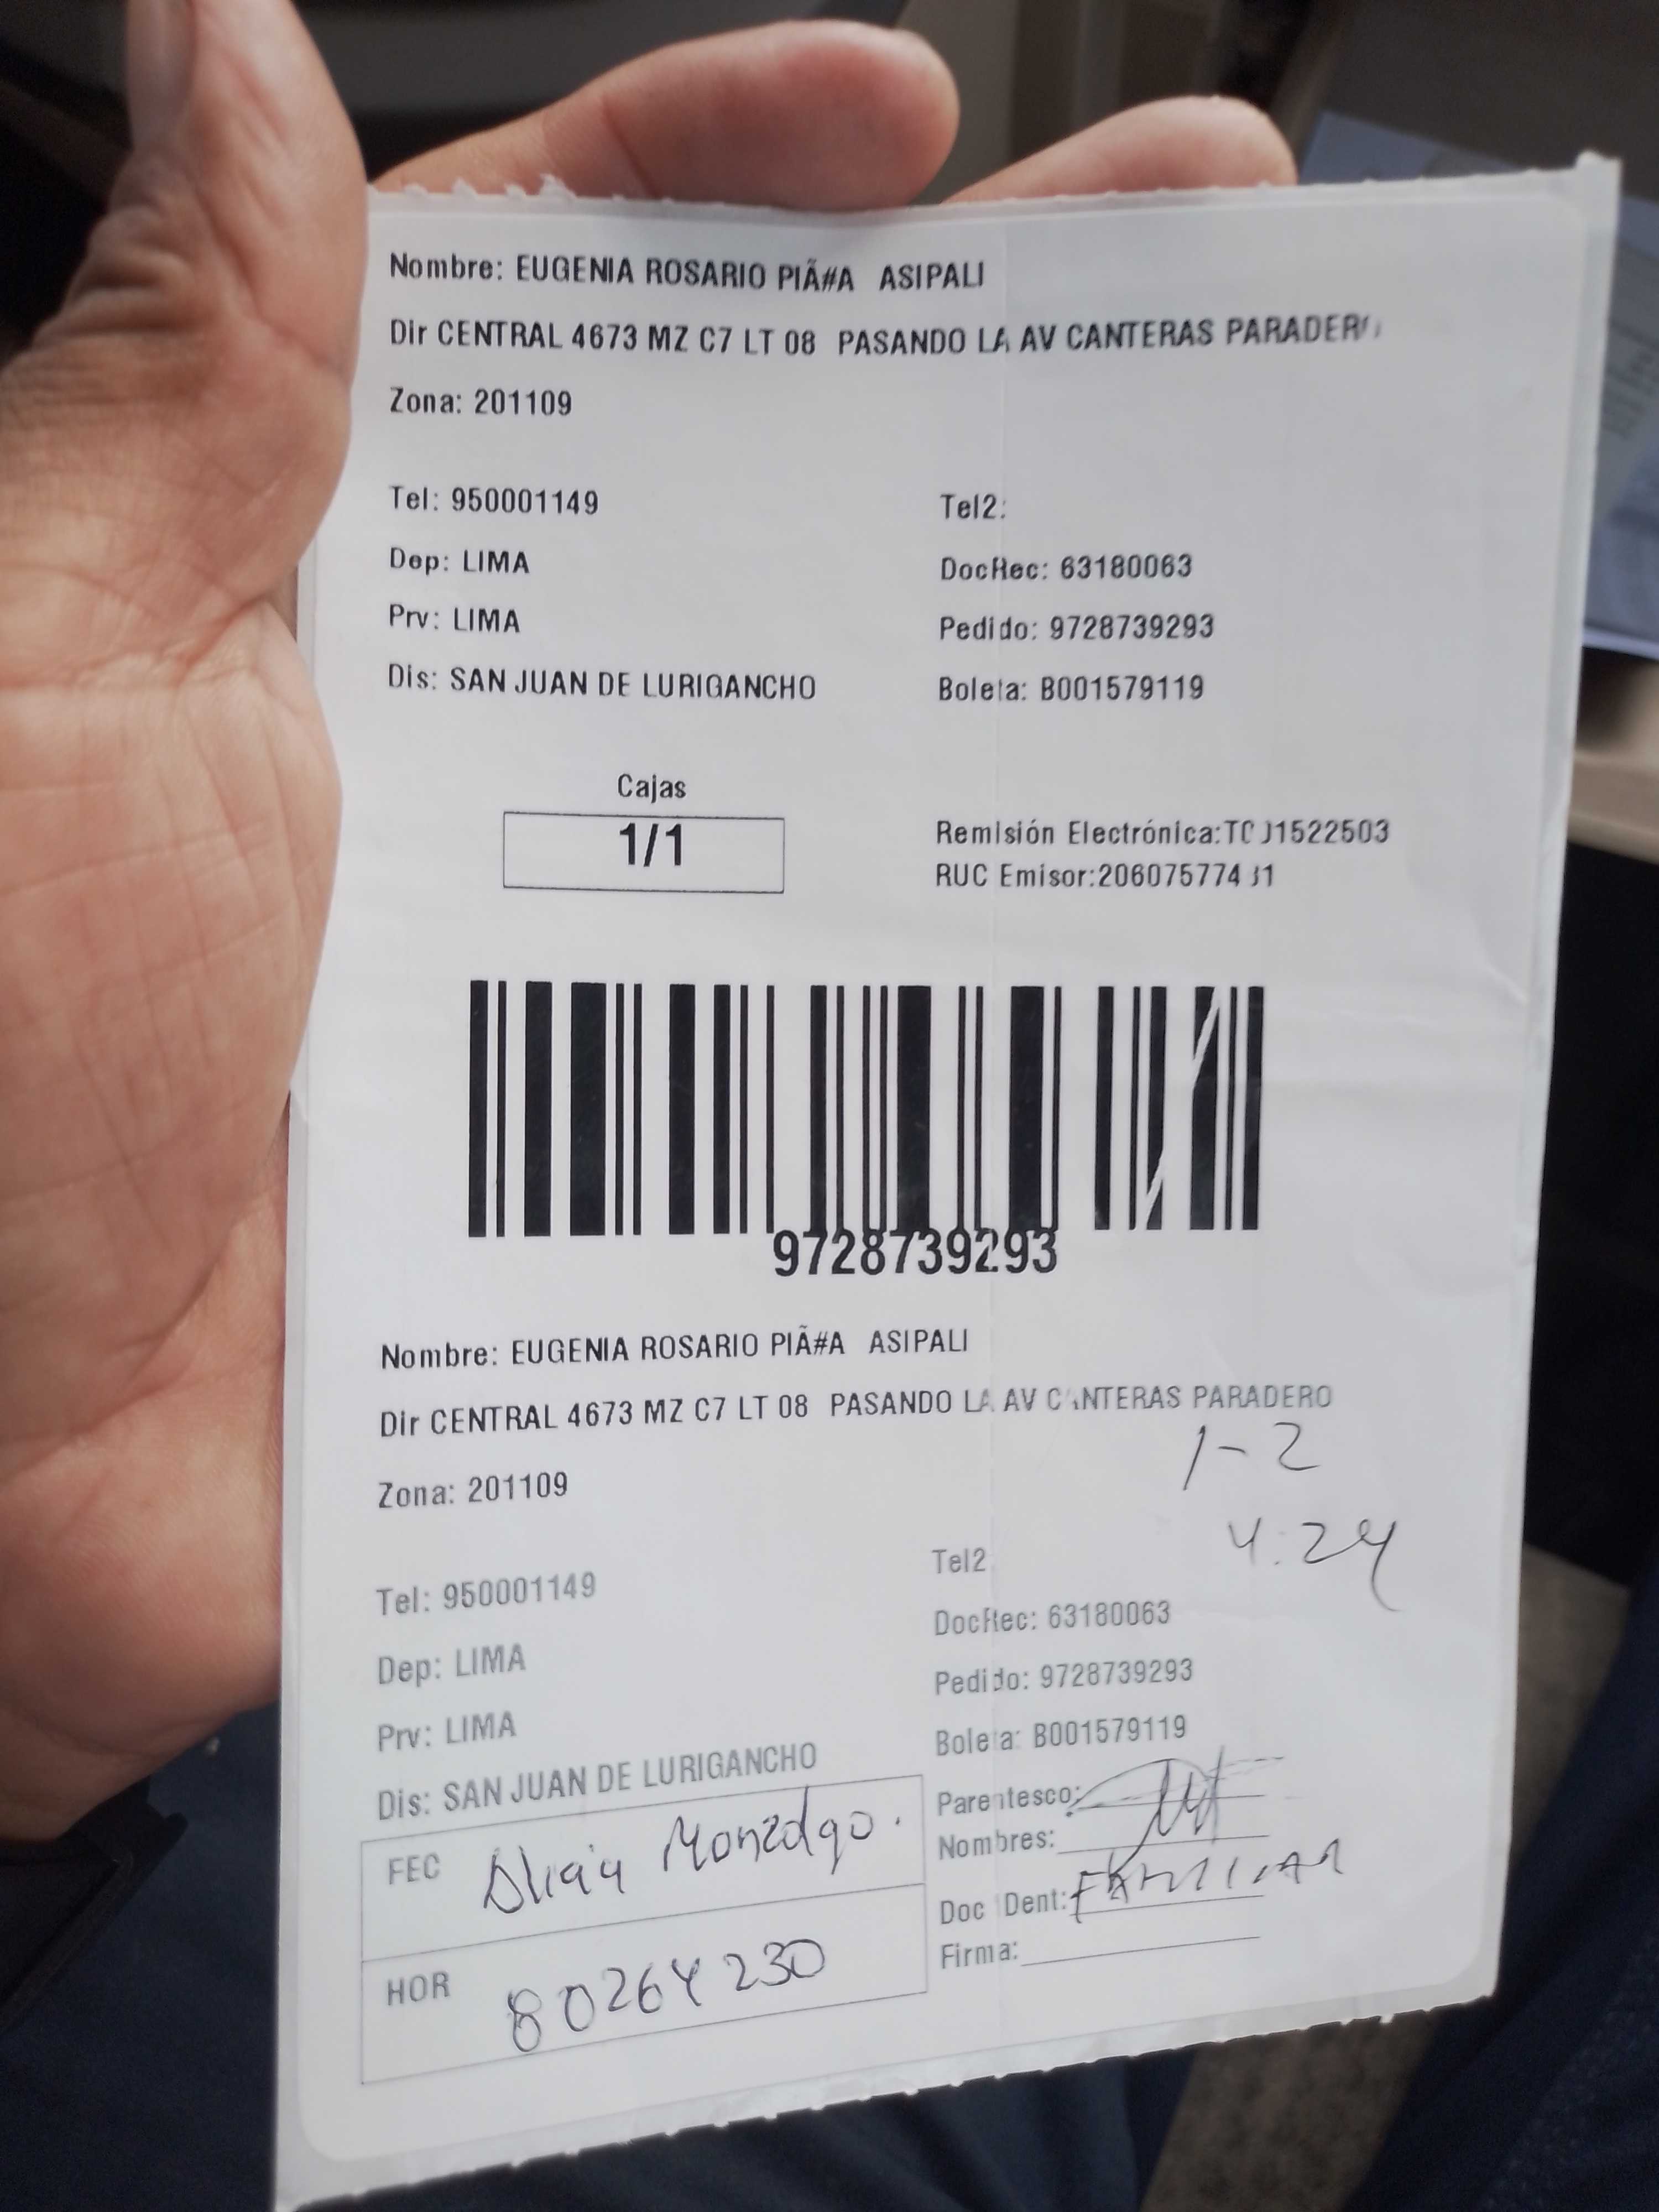 Nombre: EUGENIA ROSARIO PIÃ#A ASIPALI
Dir CENTRAL 4673 MZ C7 LT 08 PASANDO LA AV CANTERAS PARADERO
Zona: 201109
Tel: 950001149 Tel2:
Dep: LIMA DocRec: 63180063
Prv: LIMA Pedido: 9728739293
Dis: SAN JUAN DE LURIGANCHO Boleta: B001579119
Cajas
1/1
Remisión Electrónica:T001522503
RUC Emisor:
9728739293
Nombre: EUGENIA ROSARIO PIÃ#A ASIPALI
Dir CENTRAL 4673 MZ C7 LT 08 PASANDO LA AV CANTERAS PARADERO
1-2
Zona: 201109
4:24
Tel: 950001149 Tel2
Dep: LIMA DocRec: 63180063
Prv: LIMA Pedido: 9728739293
Dis: SAN JUAN DE LURIGANCHO Boleta: B001579119
Parentesco:
FEC Nombres:
Doc Dent: FAMILIAR
HOR 80264230 Firma: